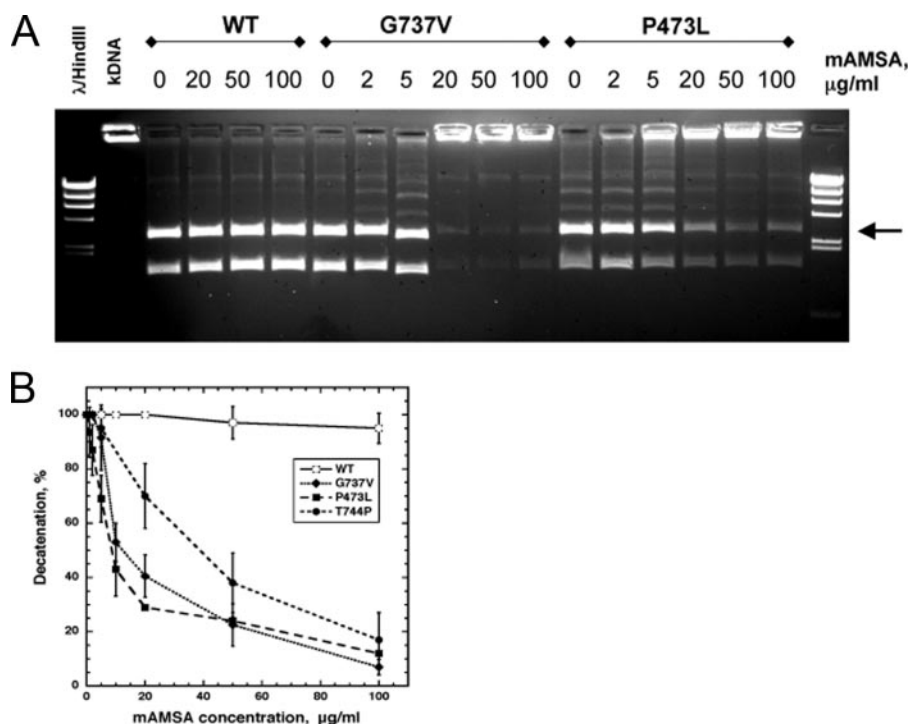 A
λ/HindIII
kDNA
WT G737V P473L
0 20 50 100 0 2 5 20 50 100 0 2 5 20 50 100 mAMSA,
μg/ml
B
100
80
60
40
20
0
WT
G737V
P473L
T744P
Decatenation, %
0 20 40 60 80 100
mAMSA concentration, μg/ml